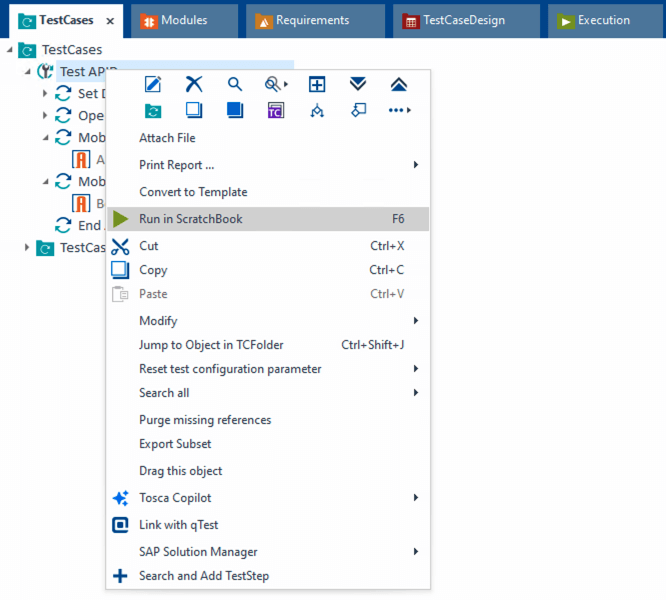 TestCases
Modules
Requirements
TestCaseDesign
Execution
TestCases
Test
Set
Ope
Mob
A
Mob
B
End
TestCas
TC
Attach File
Print Report ...
Convert to Template
Run in ScratchBook F6
Cut Ctrl+X
Copy Ctrl+C
Paste Ctrl+V
Modify
Jump to Object in TCFolder Ctrl+Shift+J
Reset test configuration parameter
Search all
Purge missing references
Export Subset
Drag this object
Tosca Copilot
Link with qTest
SAP Solution Manager
Search and Add TestStep